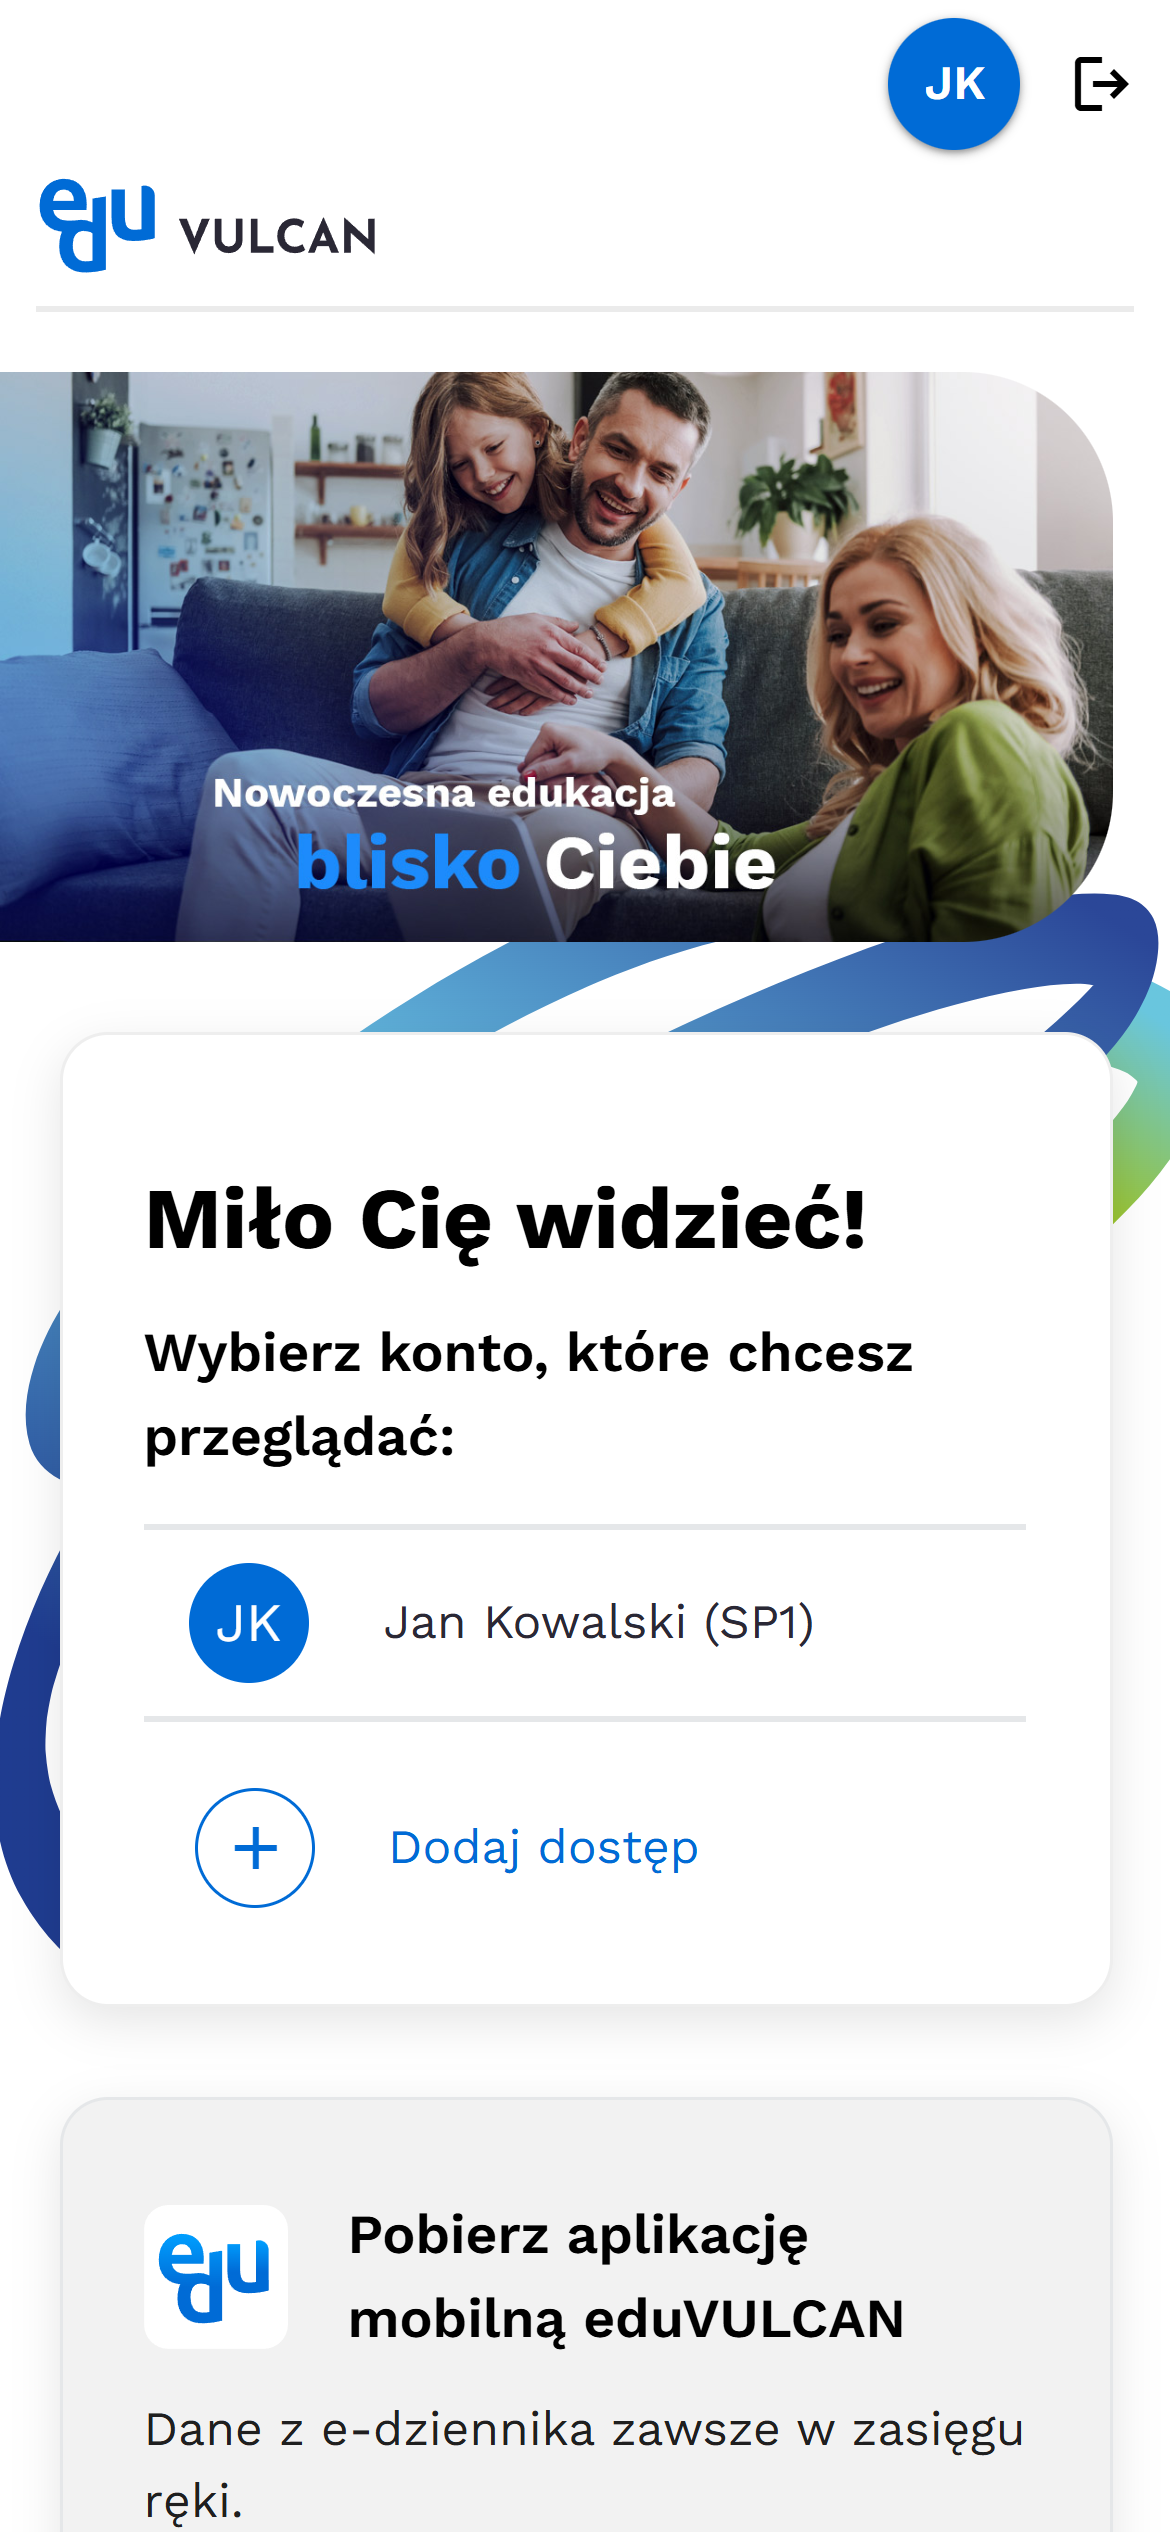 JK
edu VULCAN
Nowoczesna edukacja
blisko Ciebie
Miło Cię widzieć!
Wybierz konto, które chcesz
przeglądać:
JK Jan Kowalski (SP1)
+ Dodaj dostęp
edu
Pobierz aplikację
mobilną eduVULCAN
Dane z e-dziennika zawsze w zasięgu
ręki.